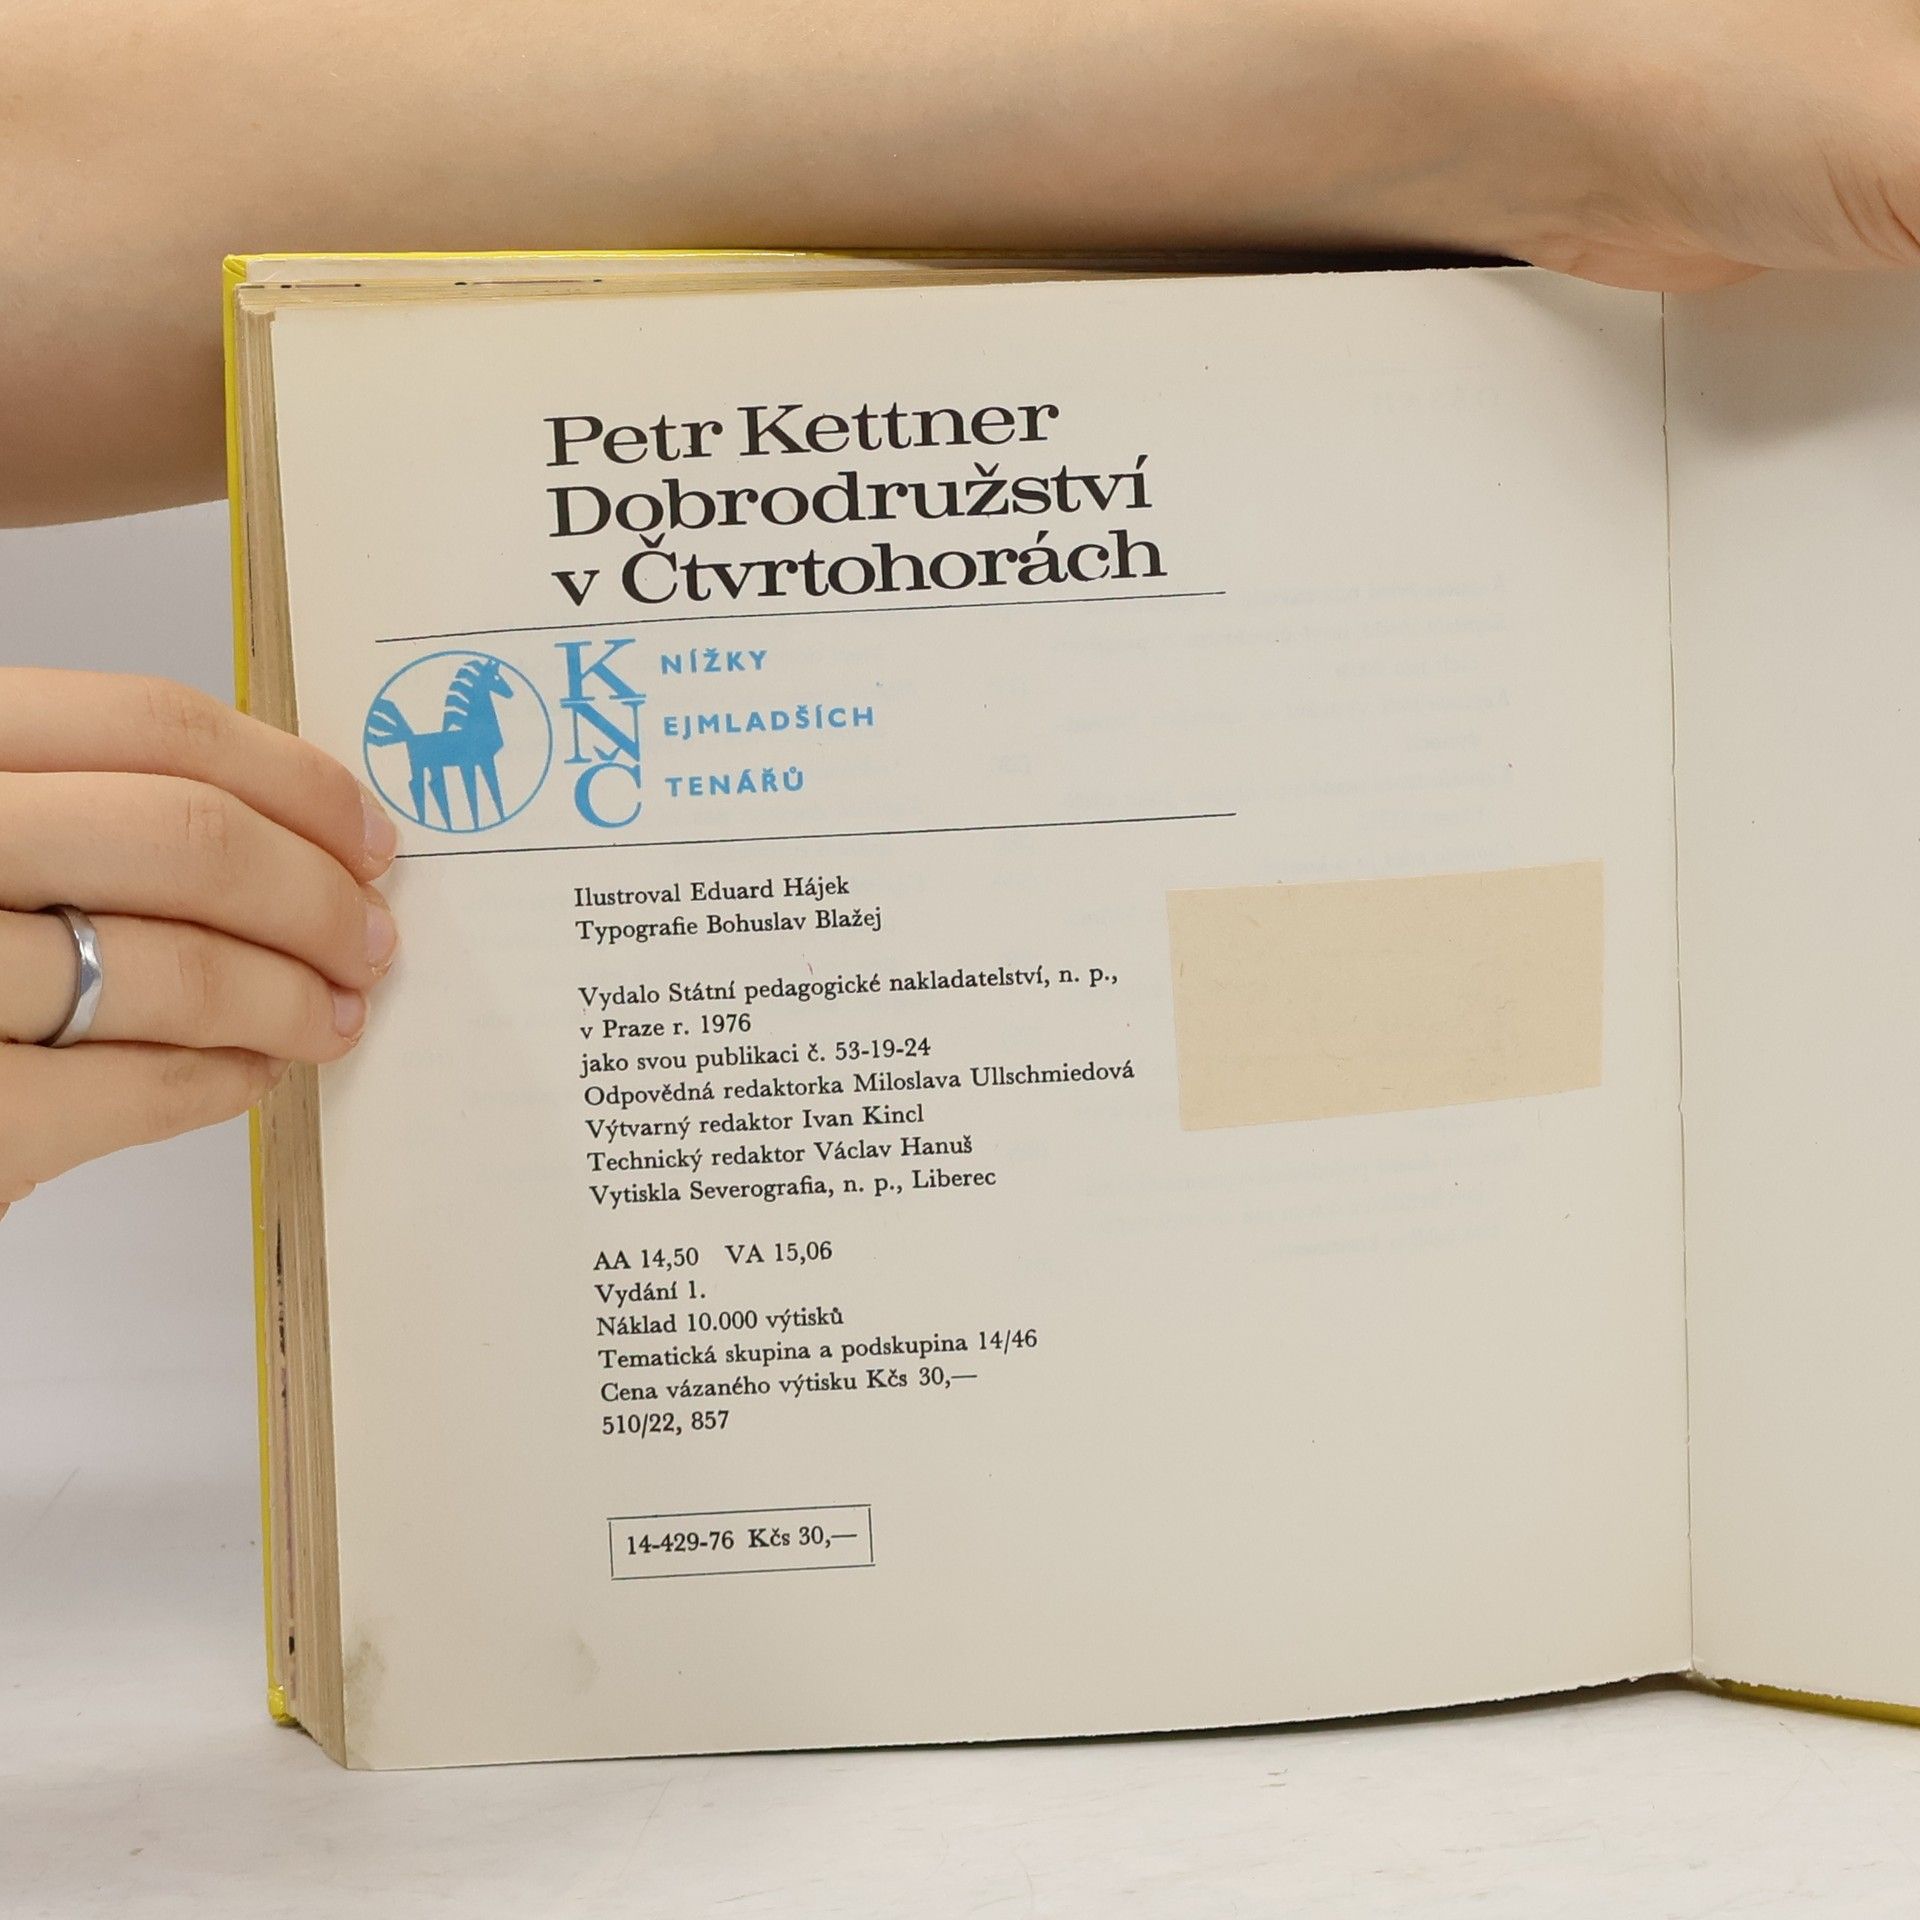 Petr Kettner
Dobrodružství
v Čtvrtohorách
KNÍŽKY
NEJMLADŠÍCH
ČTENÁŘŮ
Ilustroval Eduard Hájek
Typografie Bohuslav Blažej
Vydalo Státní pedagogické nakladatelství, n. p.,
v Praze r. 1976
jako svou publikaci č. 53-19-24
Odpovědná redaktorka Miloslava Ullschmiedová
Výtvarný redaktor Ivan Kincl
Technický redaktor Václav Hanuš
Vytiskla Severografia, n. p., Liberec
AA 14,50 VA 15,06
Vydání 1.
Náklad 10.000 výtisků
Tematická skupina a podskupina 14/46
Cena vázaného výtisku Kčs 30,—
510/22, 857
14-429-76 Kčs 30,—